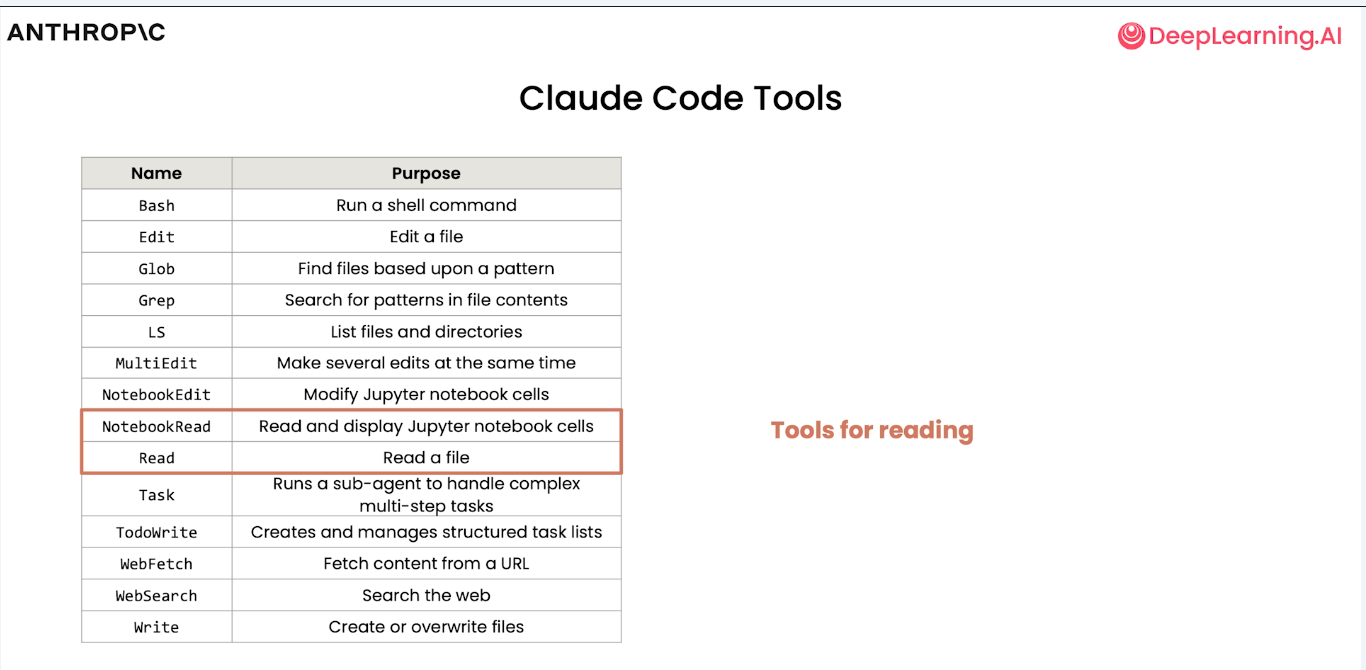 ANTHROP\C
DeepLearning.AI
Claude Code Tools
Name Purpose
Bash Run a shell command
Edit Edit a file
Glob Find files based upon a pattern
Grep Search for patterns in file contents
LS List files and directories
MultiEdit Make several edits at the same time
NotebookEdit Modify Jupyter notebook cells
NotebookRead Read and display Jupyter notebook cells
Tools for reading
Read Read a file
Task Runs a sub-agent to handle complex
multi-step tasks
TodoWrite Creates and manages structured task lists
WebFetch Fetch content from a URL
WebSearch Search the web
Write Create or overwrite files